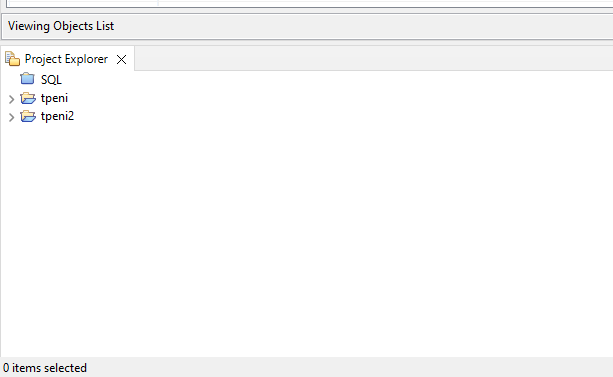 Viewing Objects List
Project Explorer
SQL
tpeni
tpeni2
0 items selected